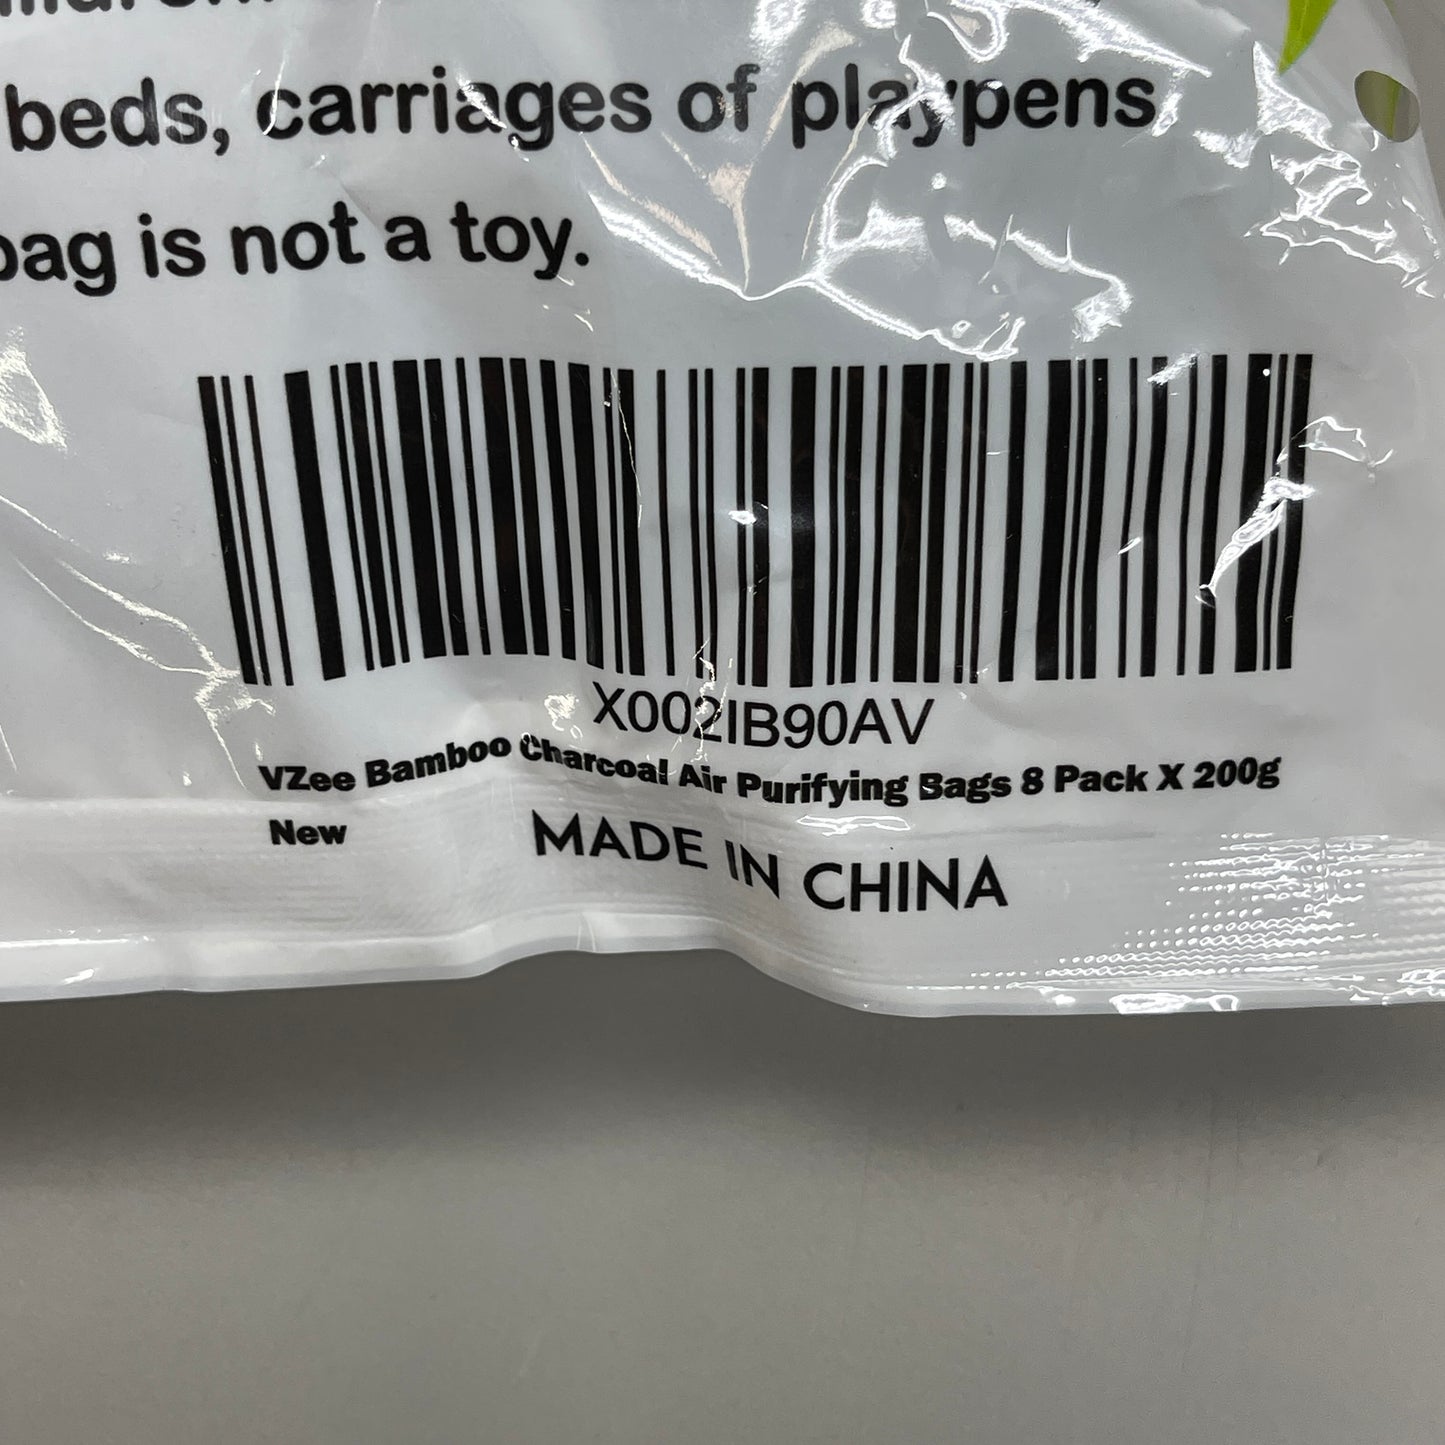 beds, carriages of playpens
bag is not a toy.
X002IB90AV
VZee Bamboo Charcoal Air Purifying Bags 8 Pack X 200g
New
MADE IN CHINA